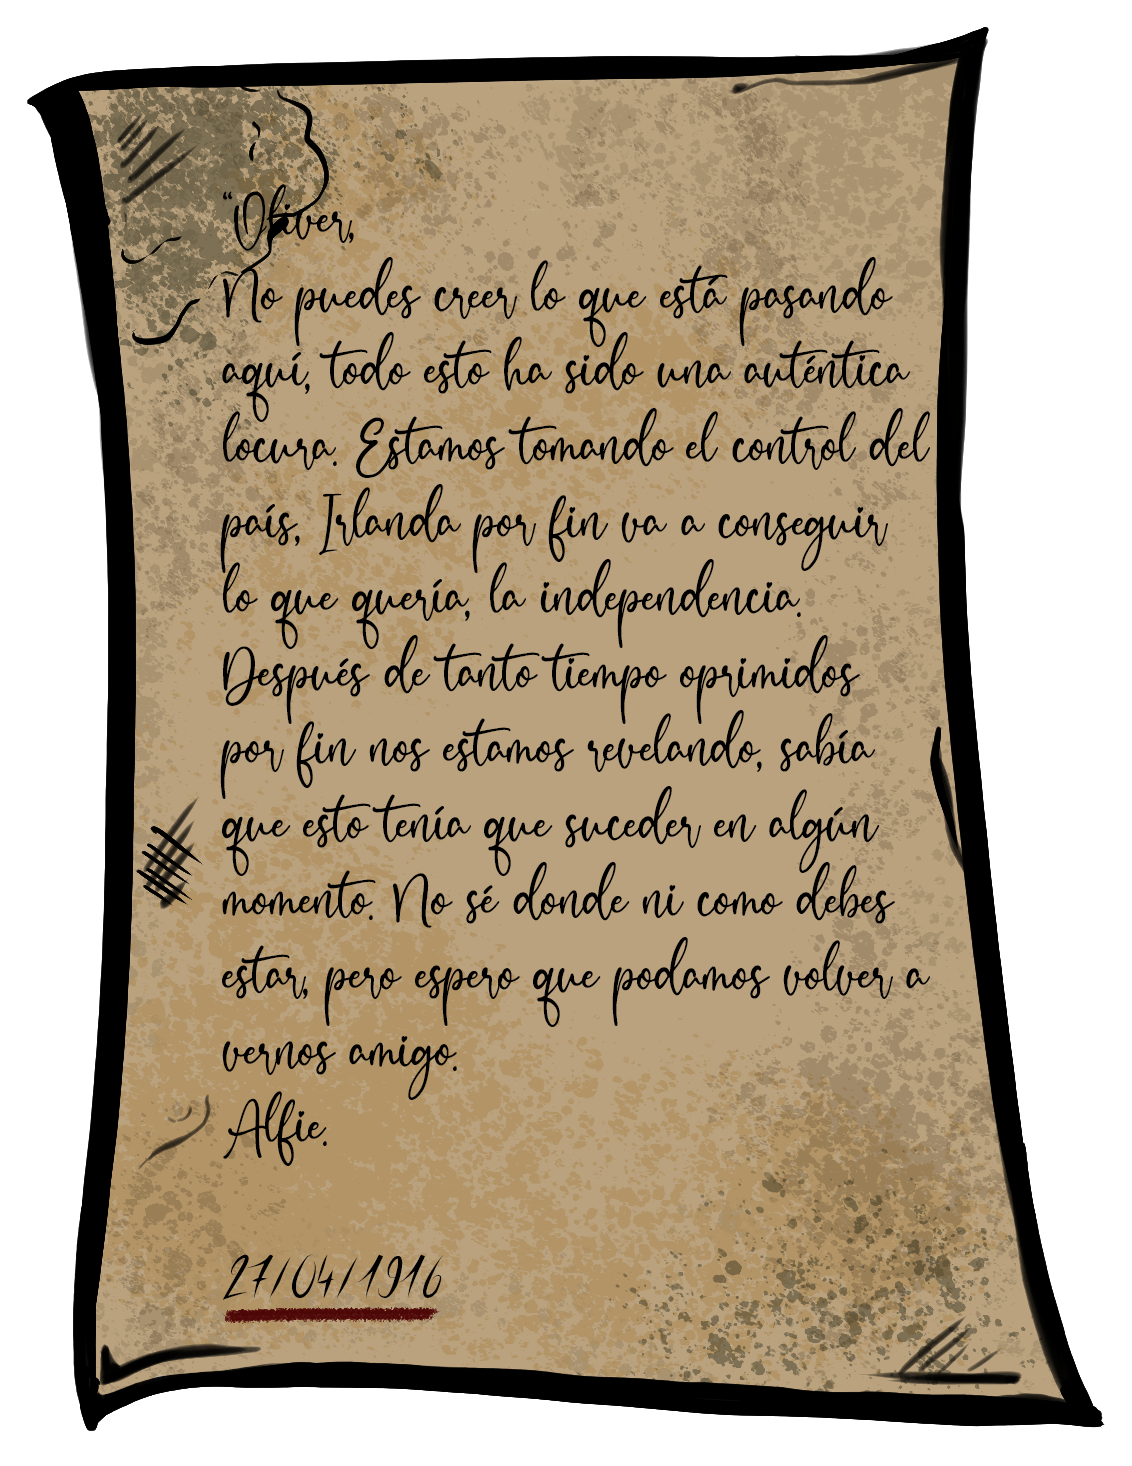 “Oliver,
No puedes creer lo que está pasando
aquí, todo esto ha sido una auténtica
locura. Estamos tomando el control del
país, Irlanda por fin va a conseguir
lo que quería, la independencia.
Después de tanto tiempo oprimidos
por fin nos estamos revelando, sabía
que esto tenía que suceder en algún
momento. No sé donde ni como debes
estar, pero espero que podamos volver a
vernos amigo.
Alfie.
27/04/1916